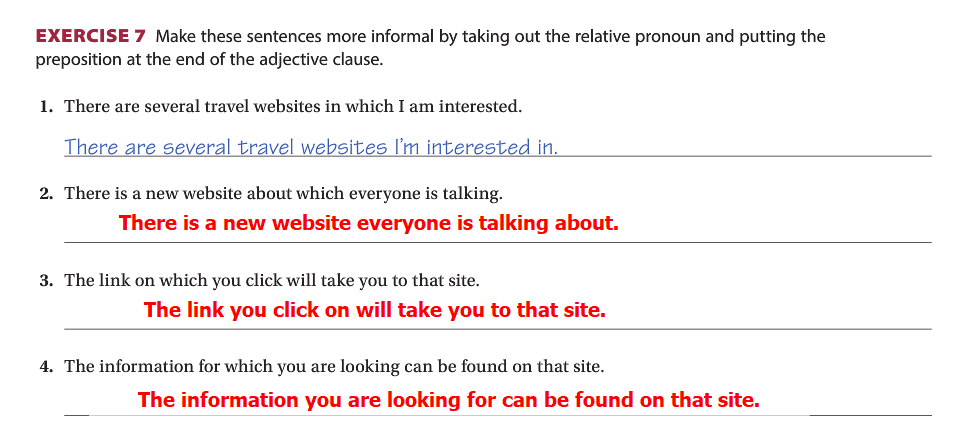 EXERCISE 7 Make these sentences more informal by taking out the relative pronoun and putting the
preposition at the end of the adjective clause.
1. There are several travel websites in which I am interested.
There are several travel websites I'm interested in.
2. There is a new website about which everyone is talking.
There is a new website everyone is talking about.
3. The link on which you click will take you to that site.
The link you click on will take you to that site.
4. The information for which you are looking can be found on that site.
The information you are looking for can be found on that site.